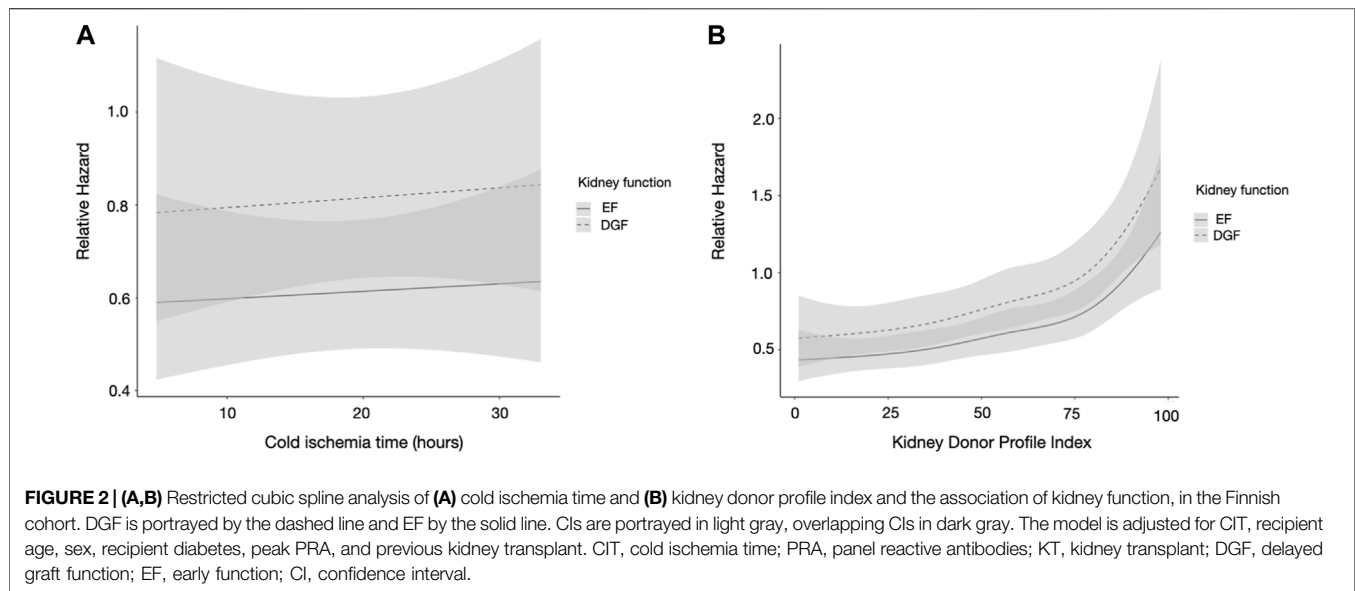 A
1.0
0.8
0.6
0.4
Relative Hazard
10
20
30
Cold ischemia time (hours)
Kidney function
EF
DGF
B
2.0
1.5
1.0
0.5
Relative Hazard
0
25
50
75
100
Kidney Donor Profile Index
Kidney function
EF
DGF
FIGURE 2 | (A,B) Restricted cubic spline analysis of (A) cold ischemia time and (B) kidney donor profile index and the association of kidney function, in the Finnish
cohort. DGF is portrayed by the dashed line and EF by the solid line. CIs are portrayed in light gray, overlapping CIs in dark gray. The model is adjusted for CIT, recipient
age, sex, recipient diabetes, peak PRA, and previous kidney transplant. CIT, cold ischemia time; PRA, panel reactive antibodies; KT, kidney transplant; DGF, delayed
graft function; EF, early function; CI, confidence interval.